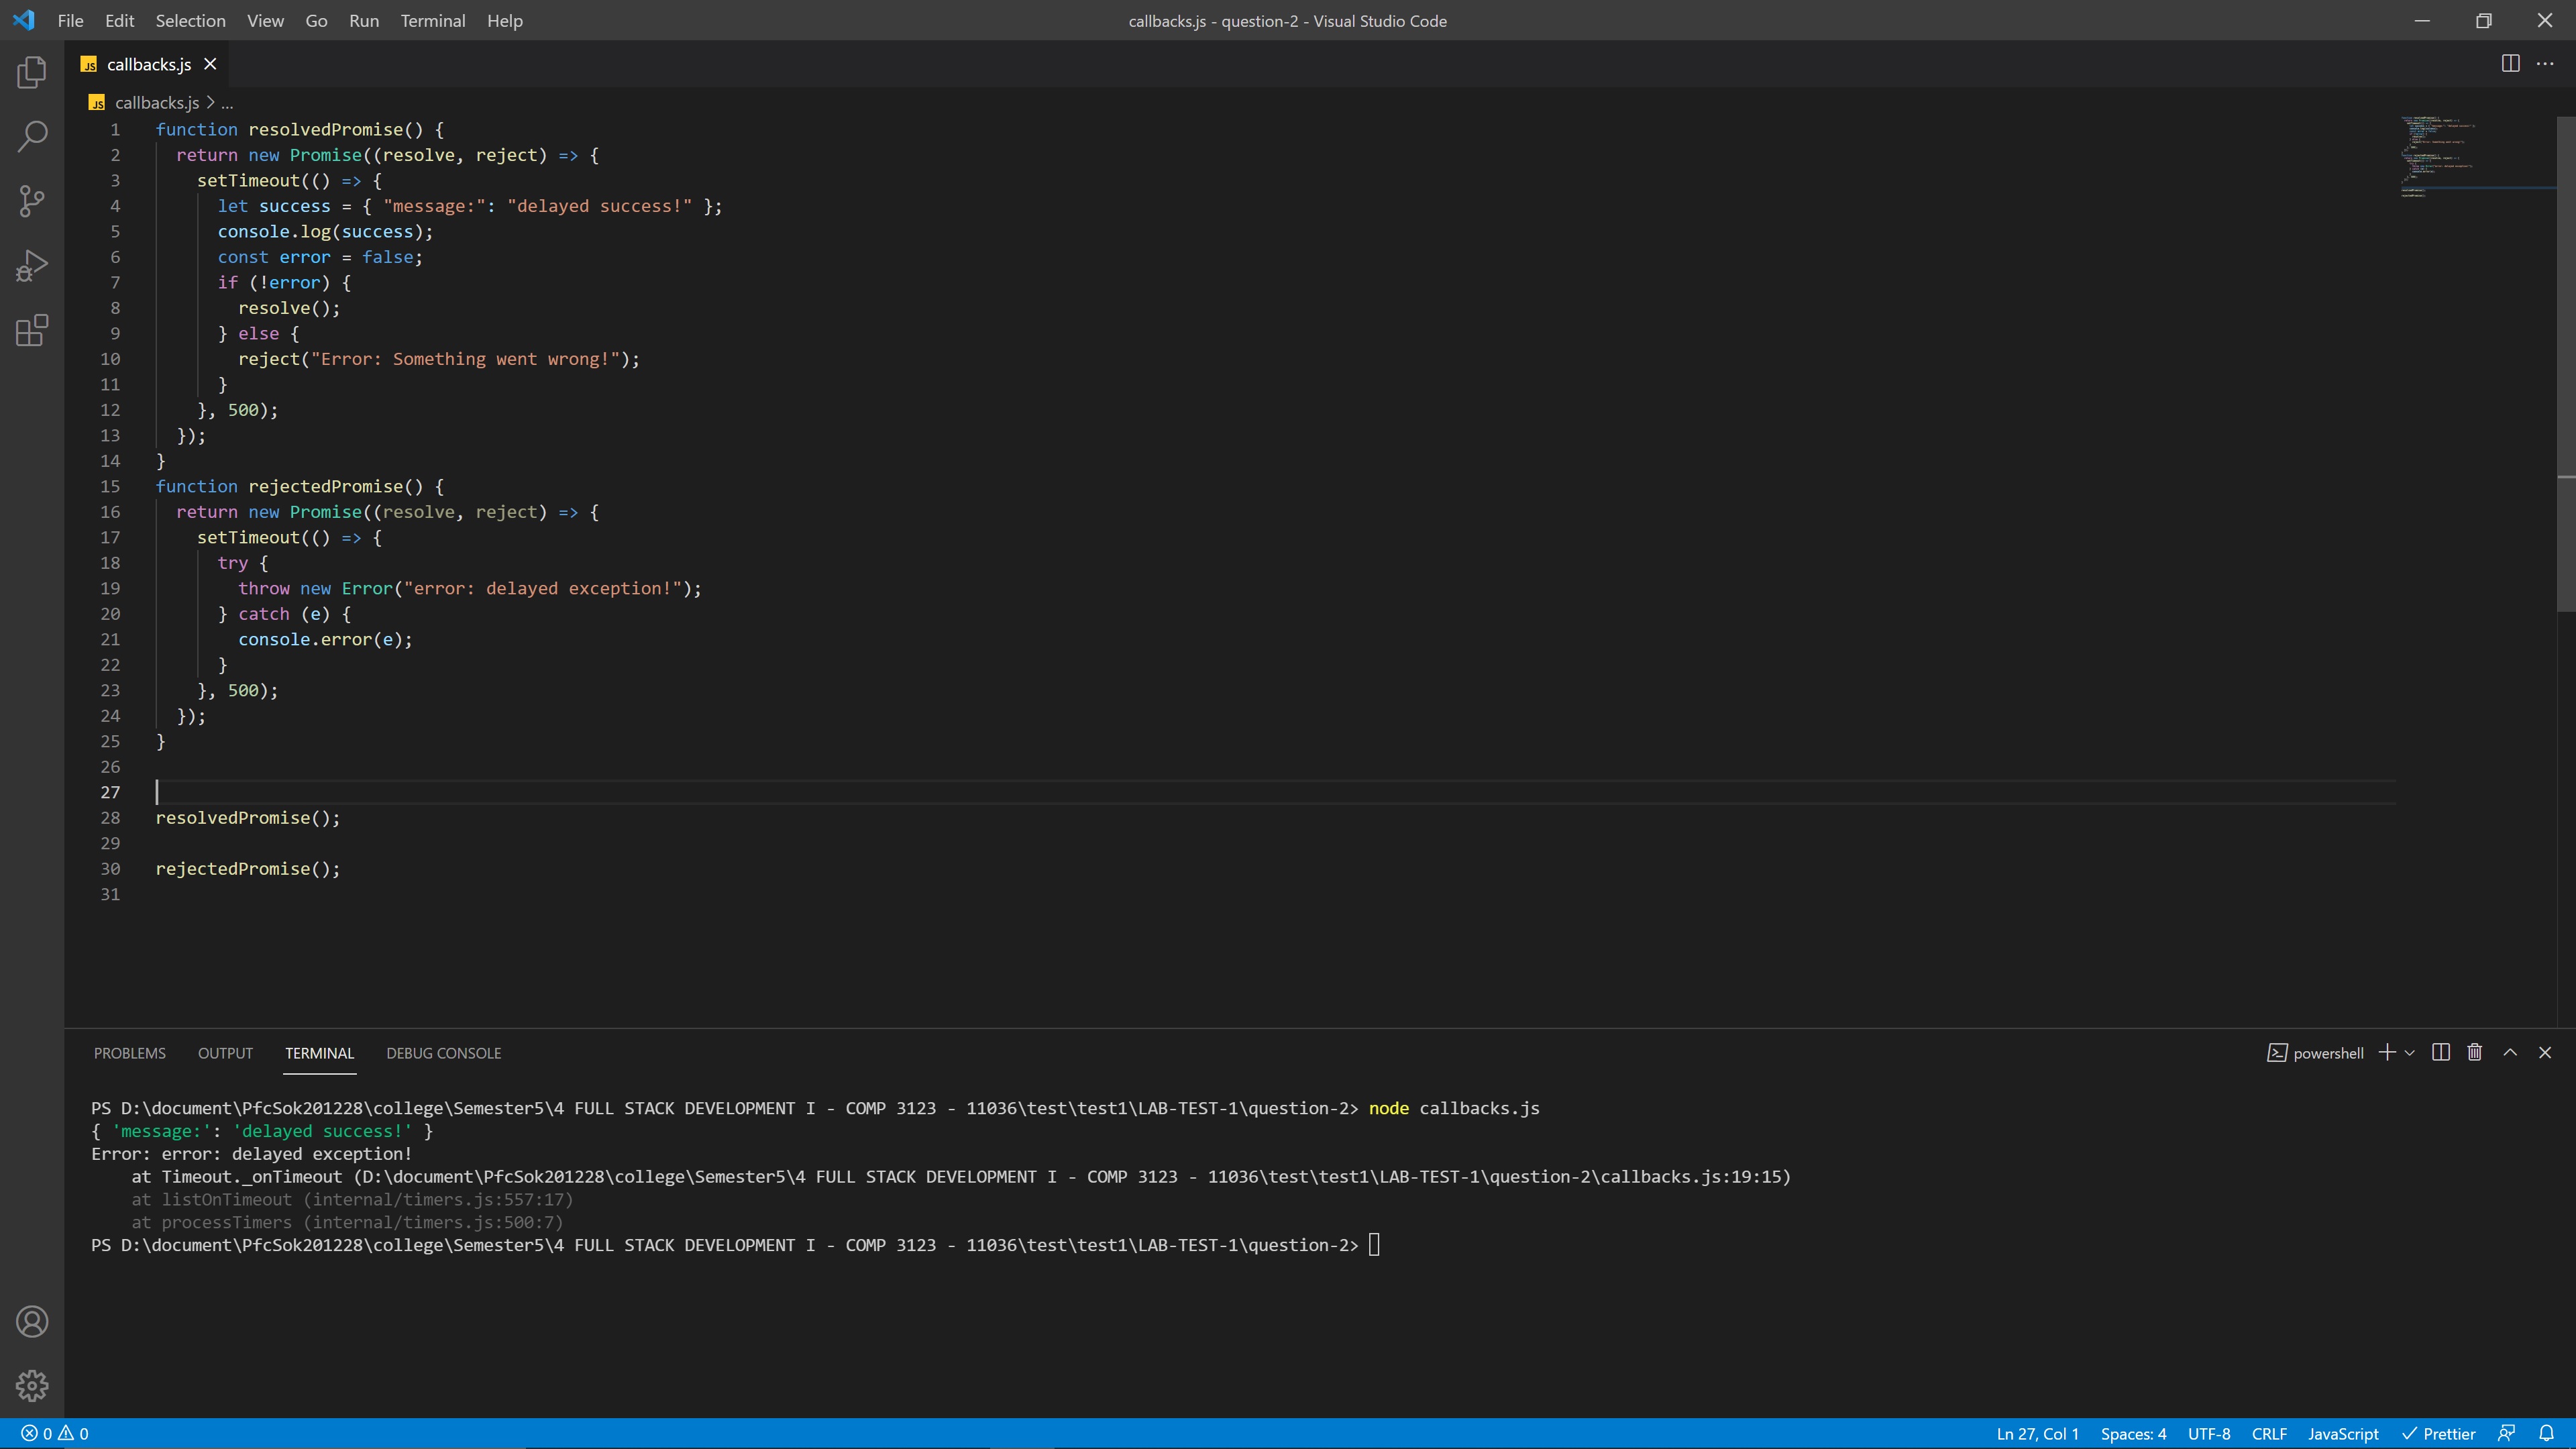 File Edit Selection View Go Run Terminal Help
callbacks.js - question-2 - Visual Studio Code
JS callbacks.js
JS callbacks.js > ...
1 function resolvedPromise() {
2   return new Promise((resolve, reject) => {
3     setTimeout(() => {
4       let success = { "message:": "delayed success!" };
5       console.log(success);
6       const error = false;
7       if (!error) {
8         resolve();
9       } else {
10         reject("Error: Something went wrong!");
11       }
12     }, 500);
13   });
14 }
15 function rejectedPromise() {
16   return new Promise((resolve, reject) => {
17     setTimeout(() => {
18       try {
19         throw new Error("error: delayed exception!");
20       } catch (e) {
21         console.error(e);
22       }
23     }, 500);
24   });
25 }
26
27
28 resolvedPromise();
29
30 rejectedPromise();
31
PROBLEMS OUTPUT TERMINAL DEBUG CONSOLE
powershell
PS D:\document\PfcSok201228\college\Semester5\4 FULL STACK DEVELOPMENT I - COMP 3123 - 11036\test\test1\LAB-TEST-1\question-2> node callbacks.js
{ 'message:': 'delayed success!' }
Error: error: delayed exception!
    at Timeout._onTimeout (D:\document\PfcSok201228\college\Semester5\4 FULL STACK DEVELOPMENT I - COMP 3123 - 11036\test\test1\LAB-TEST-1\question-2\callbacks.js:19:15)
    at listOnTimeout (internal/timers.js:557:17)
    at processTimers (internal/timers.js:500:7)
PS D:\document\PfcSok201228\college\Semester5\4 FULL STACK DEVELOPMENT I - COMP 3123 - 11036\test\test1\LAB-TEST-1\question-2>
0 0
Ln 27, Col 1 Spaces: 4 UTF-8 CRLF JavaScript Prettier